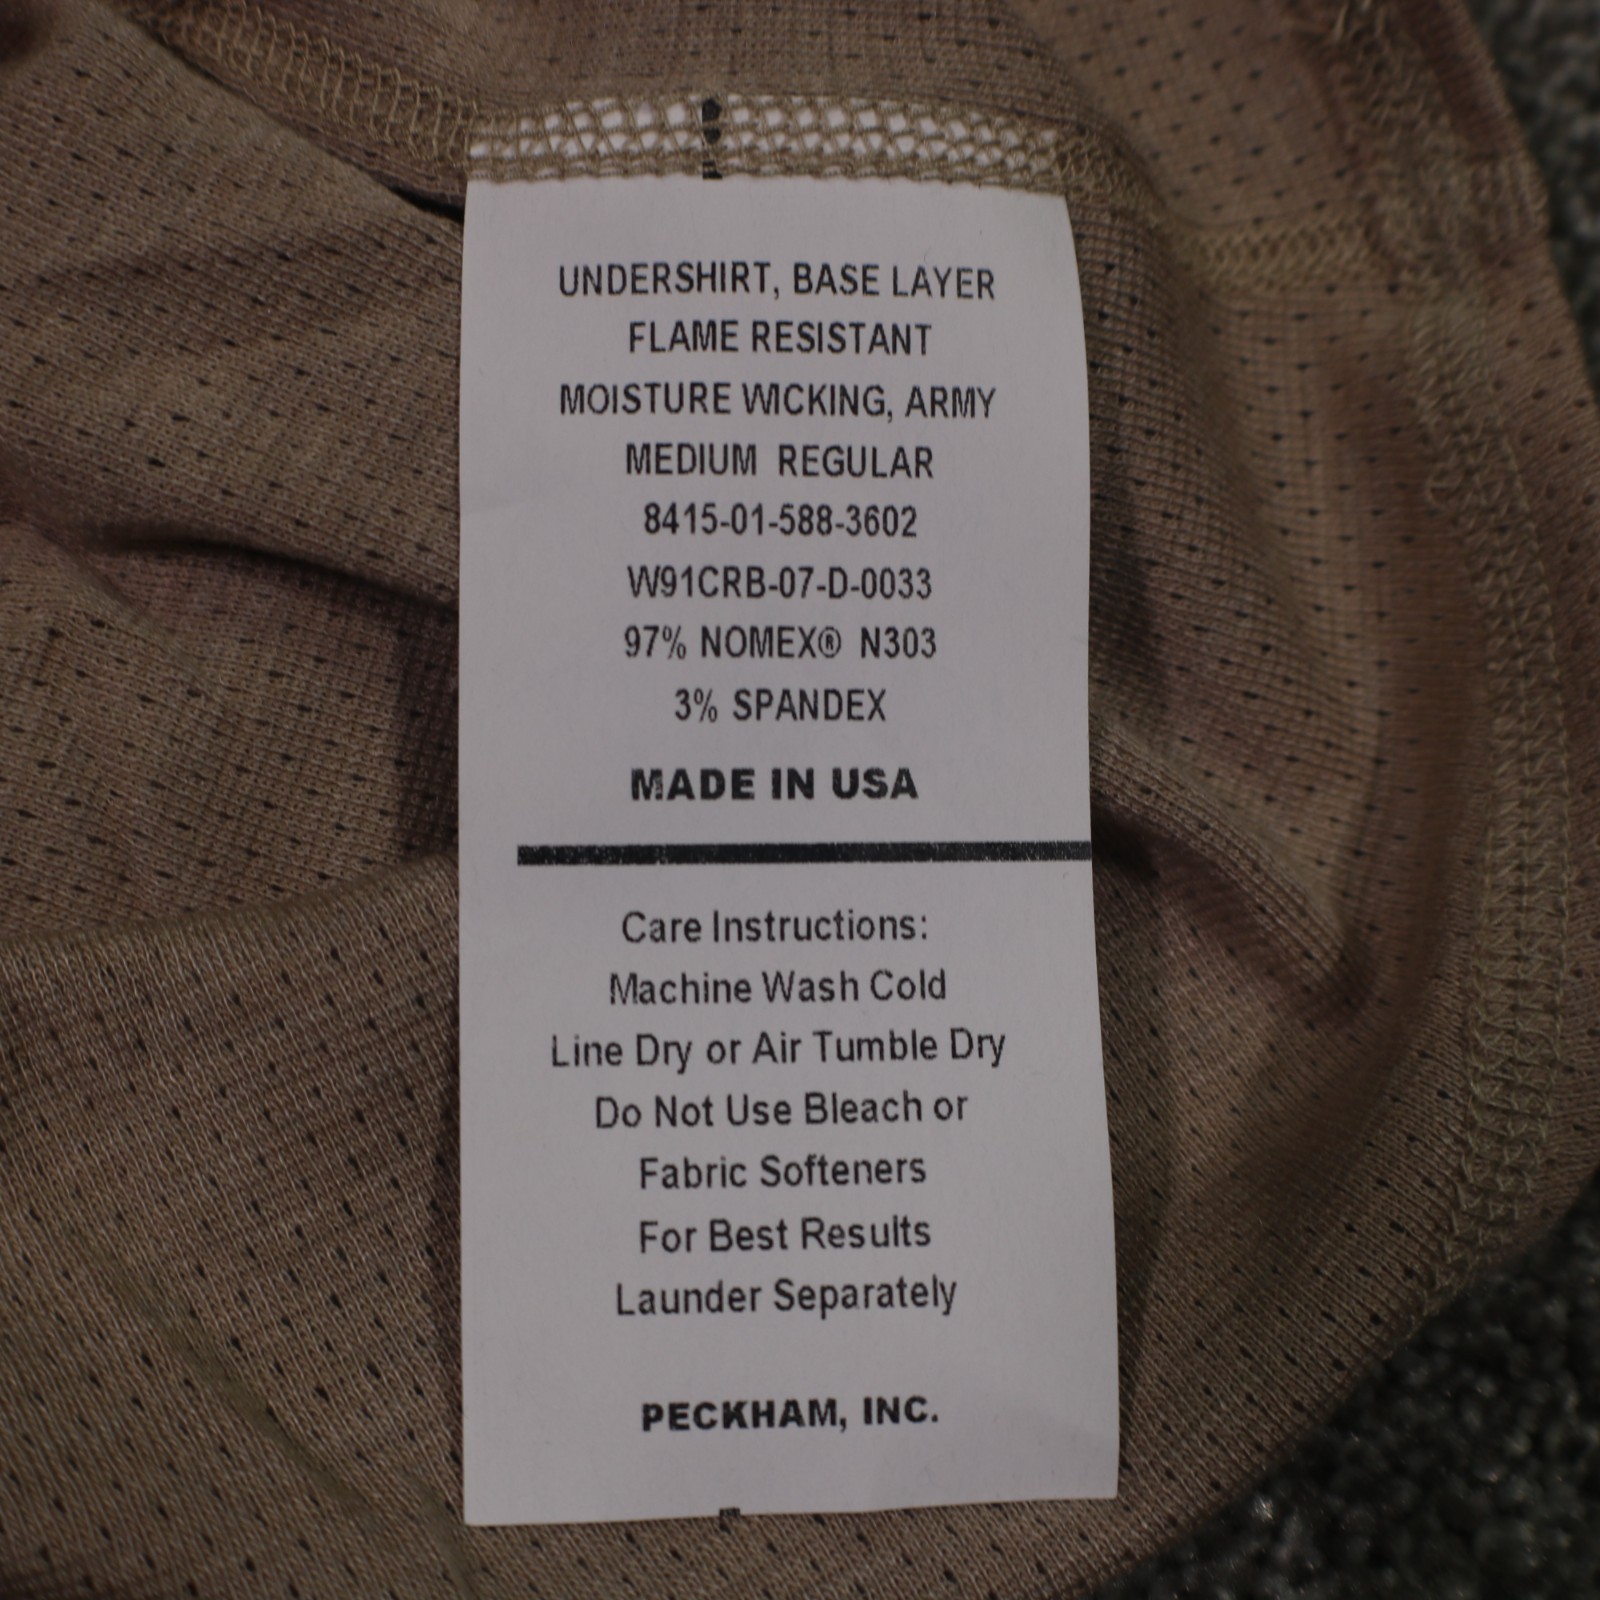 UNDERSHIRT, BASE LAYER
FLAME RESISTANT
MOISTURE WICKING, ARMY
MEDIUM REGULAR
8415-01-588-3602
W91CRB-07-D-0033
97% NOMEX® N303
3% SPANDEX
MADE IN USA
Care Instructions:
Machine Wash Cold
Line Dry or Air Tumble Dry
Do Not Use Bleach or
Fabric Softeners
For Best Results
Launder Separately
PECKHAM, INC.